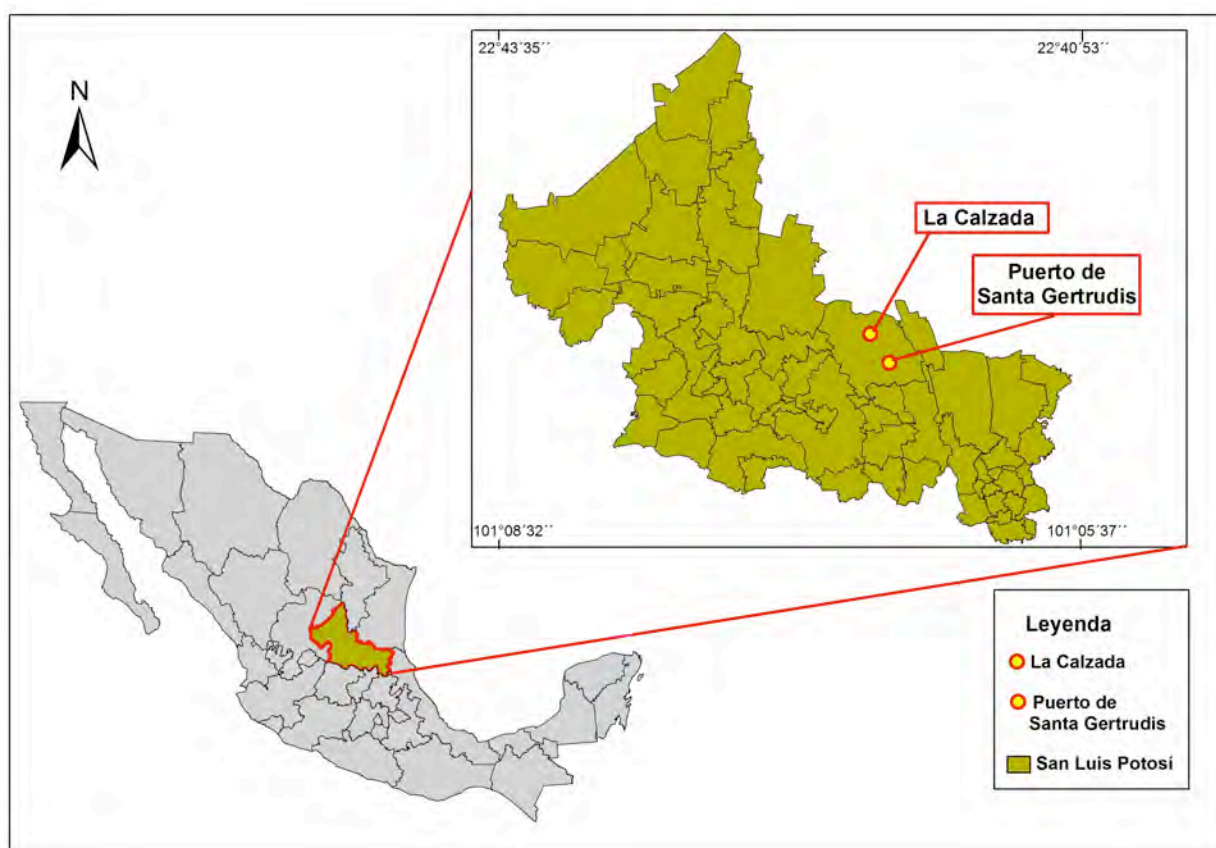 N
22°43´35´´
22°40´53´´
La Calzada
Puerto de
Santa Gertrudis
101°08´32´´
101°05´37´´
Leyenda
La Calzada
Puerto de
Santa Gertrudis
San Luis Potosí